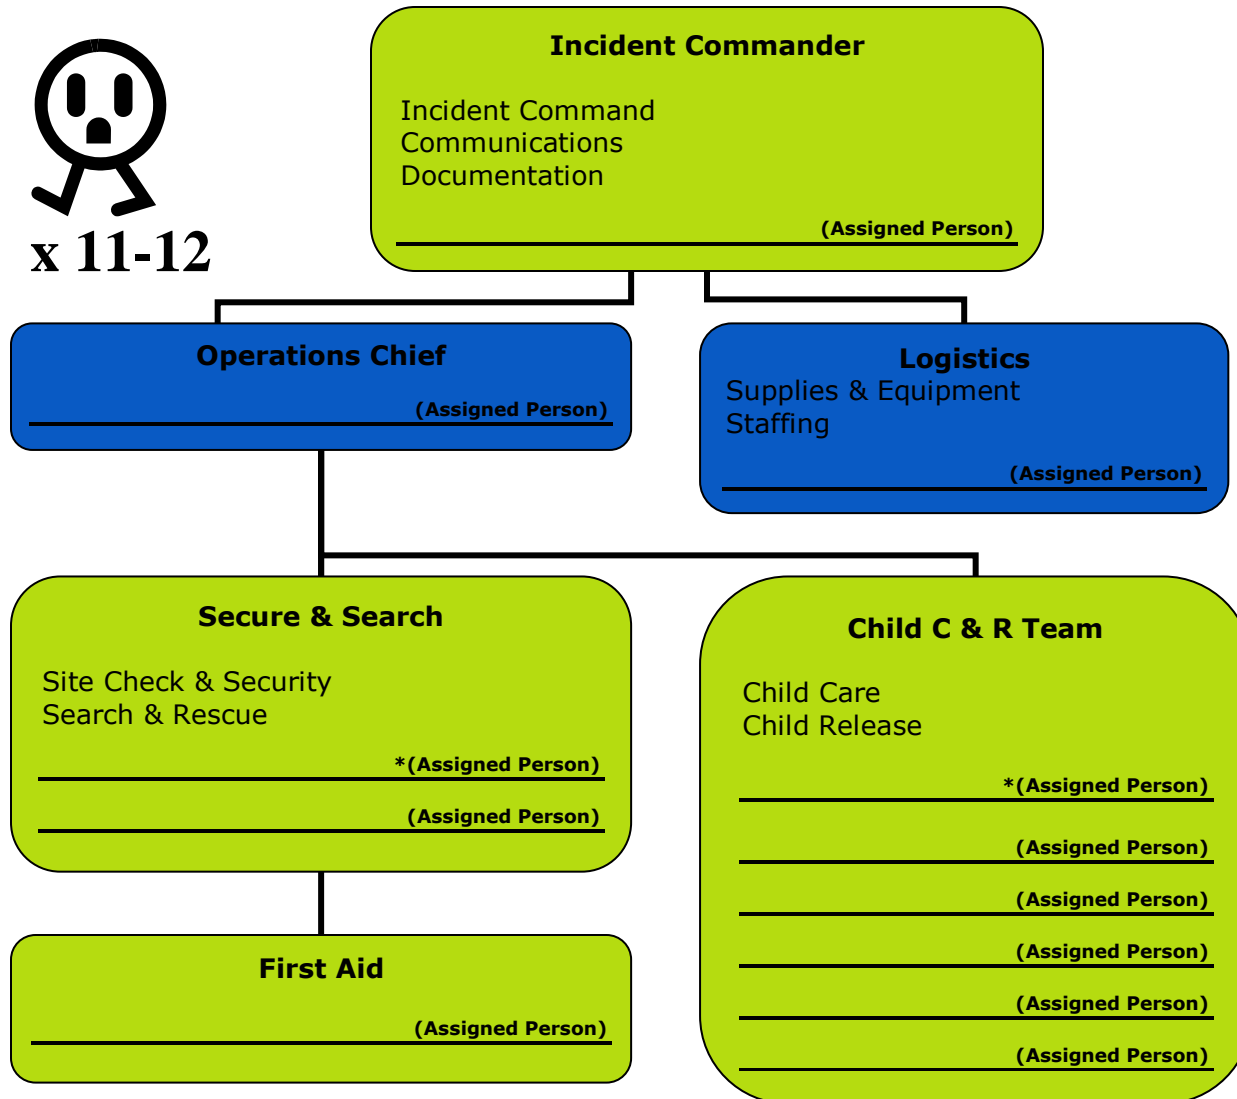 x 11-12
Incident Commander
Incident Command
Communications
Documentation
(Assigned Person)
Operations Chief
(Assigned Person)
Logistics
Supplies & Equipment
Staffing
(Assigned Person)
Secure & Search
Site Check & Security
Search & Rescue
*(Assigned Person)
(Assigned Person)
Child C & R Team
Child Care
Child Release
*(Assigned Person)
(Assigned Person)
(Assigned Person)
(Assigned Person)
(Assigned Person)
(Assigned Person)
First Aid
(Assigned Person)